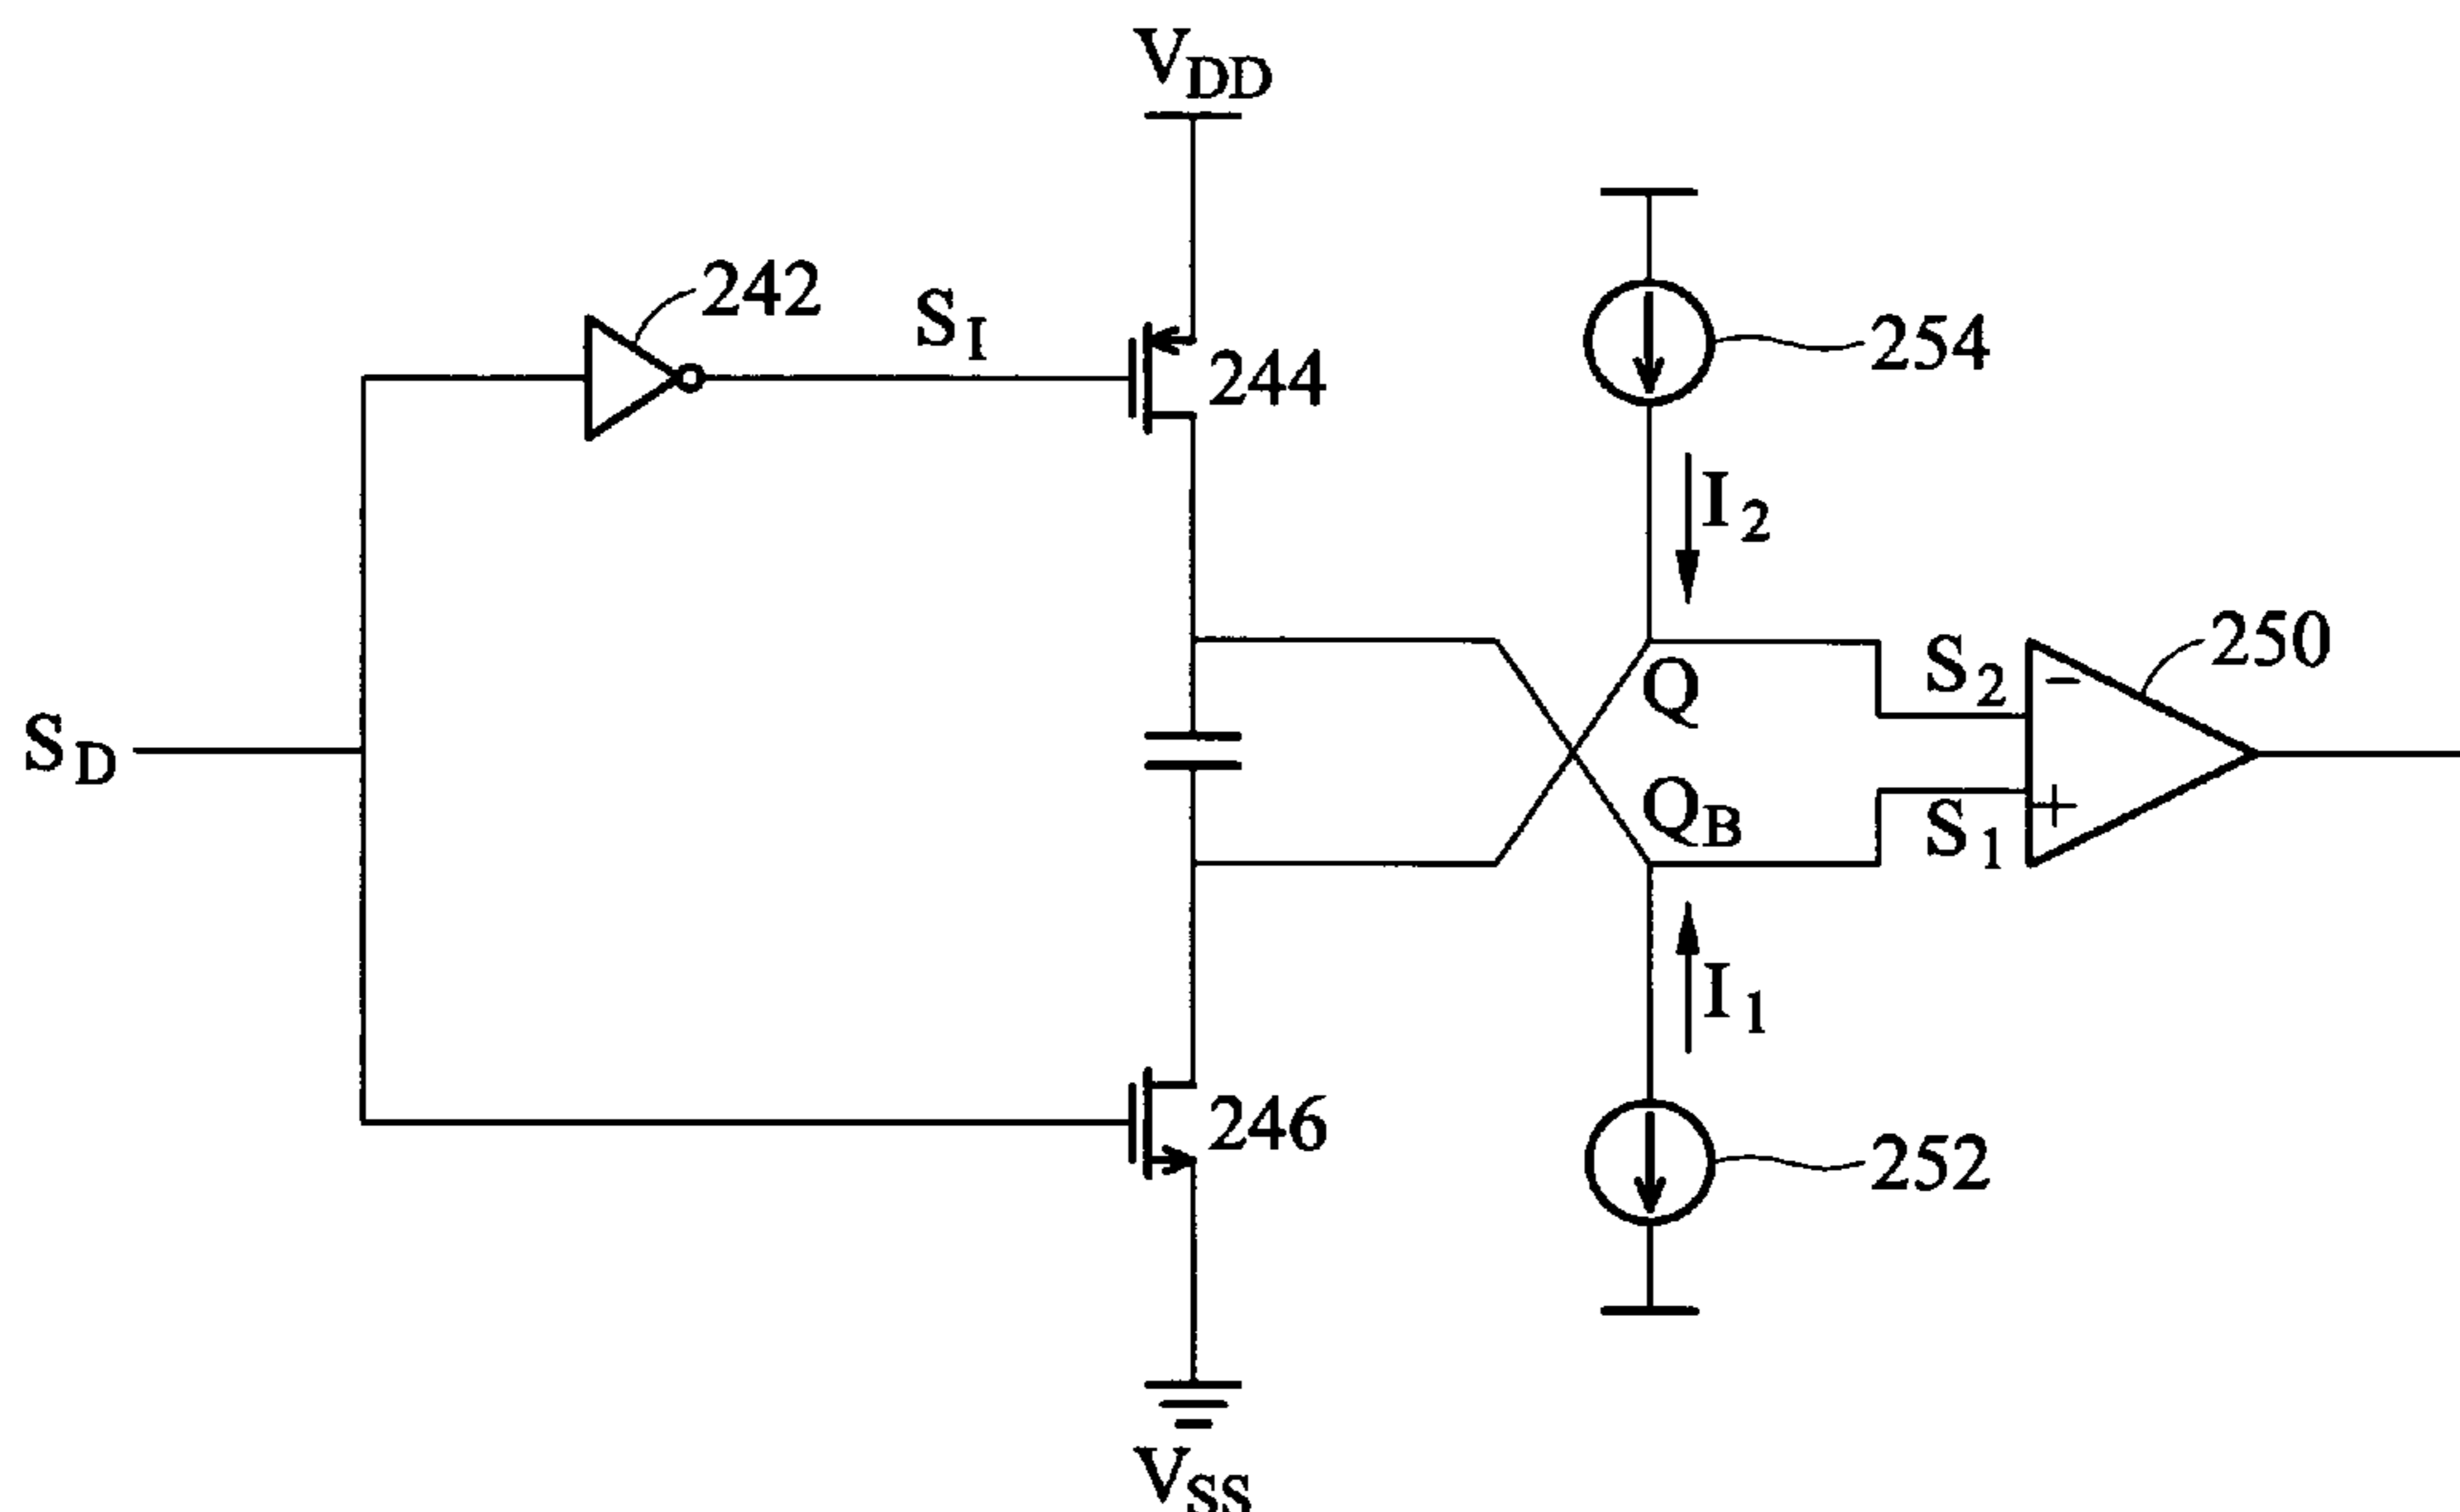 V_DD
242
S_I
244
254
I_2
S_D
Q
Q_B
S_2
-
+
S_1
250
I_1
246
252
V_SS